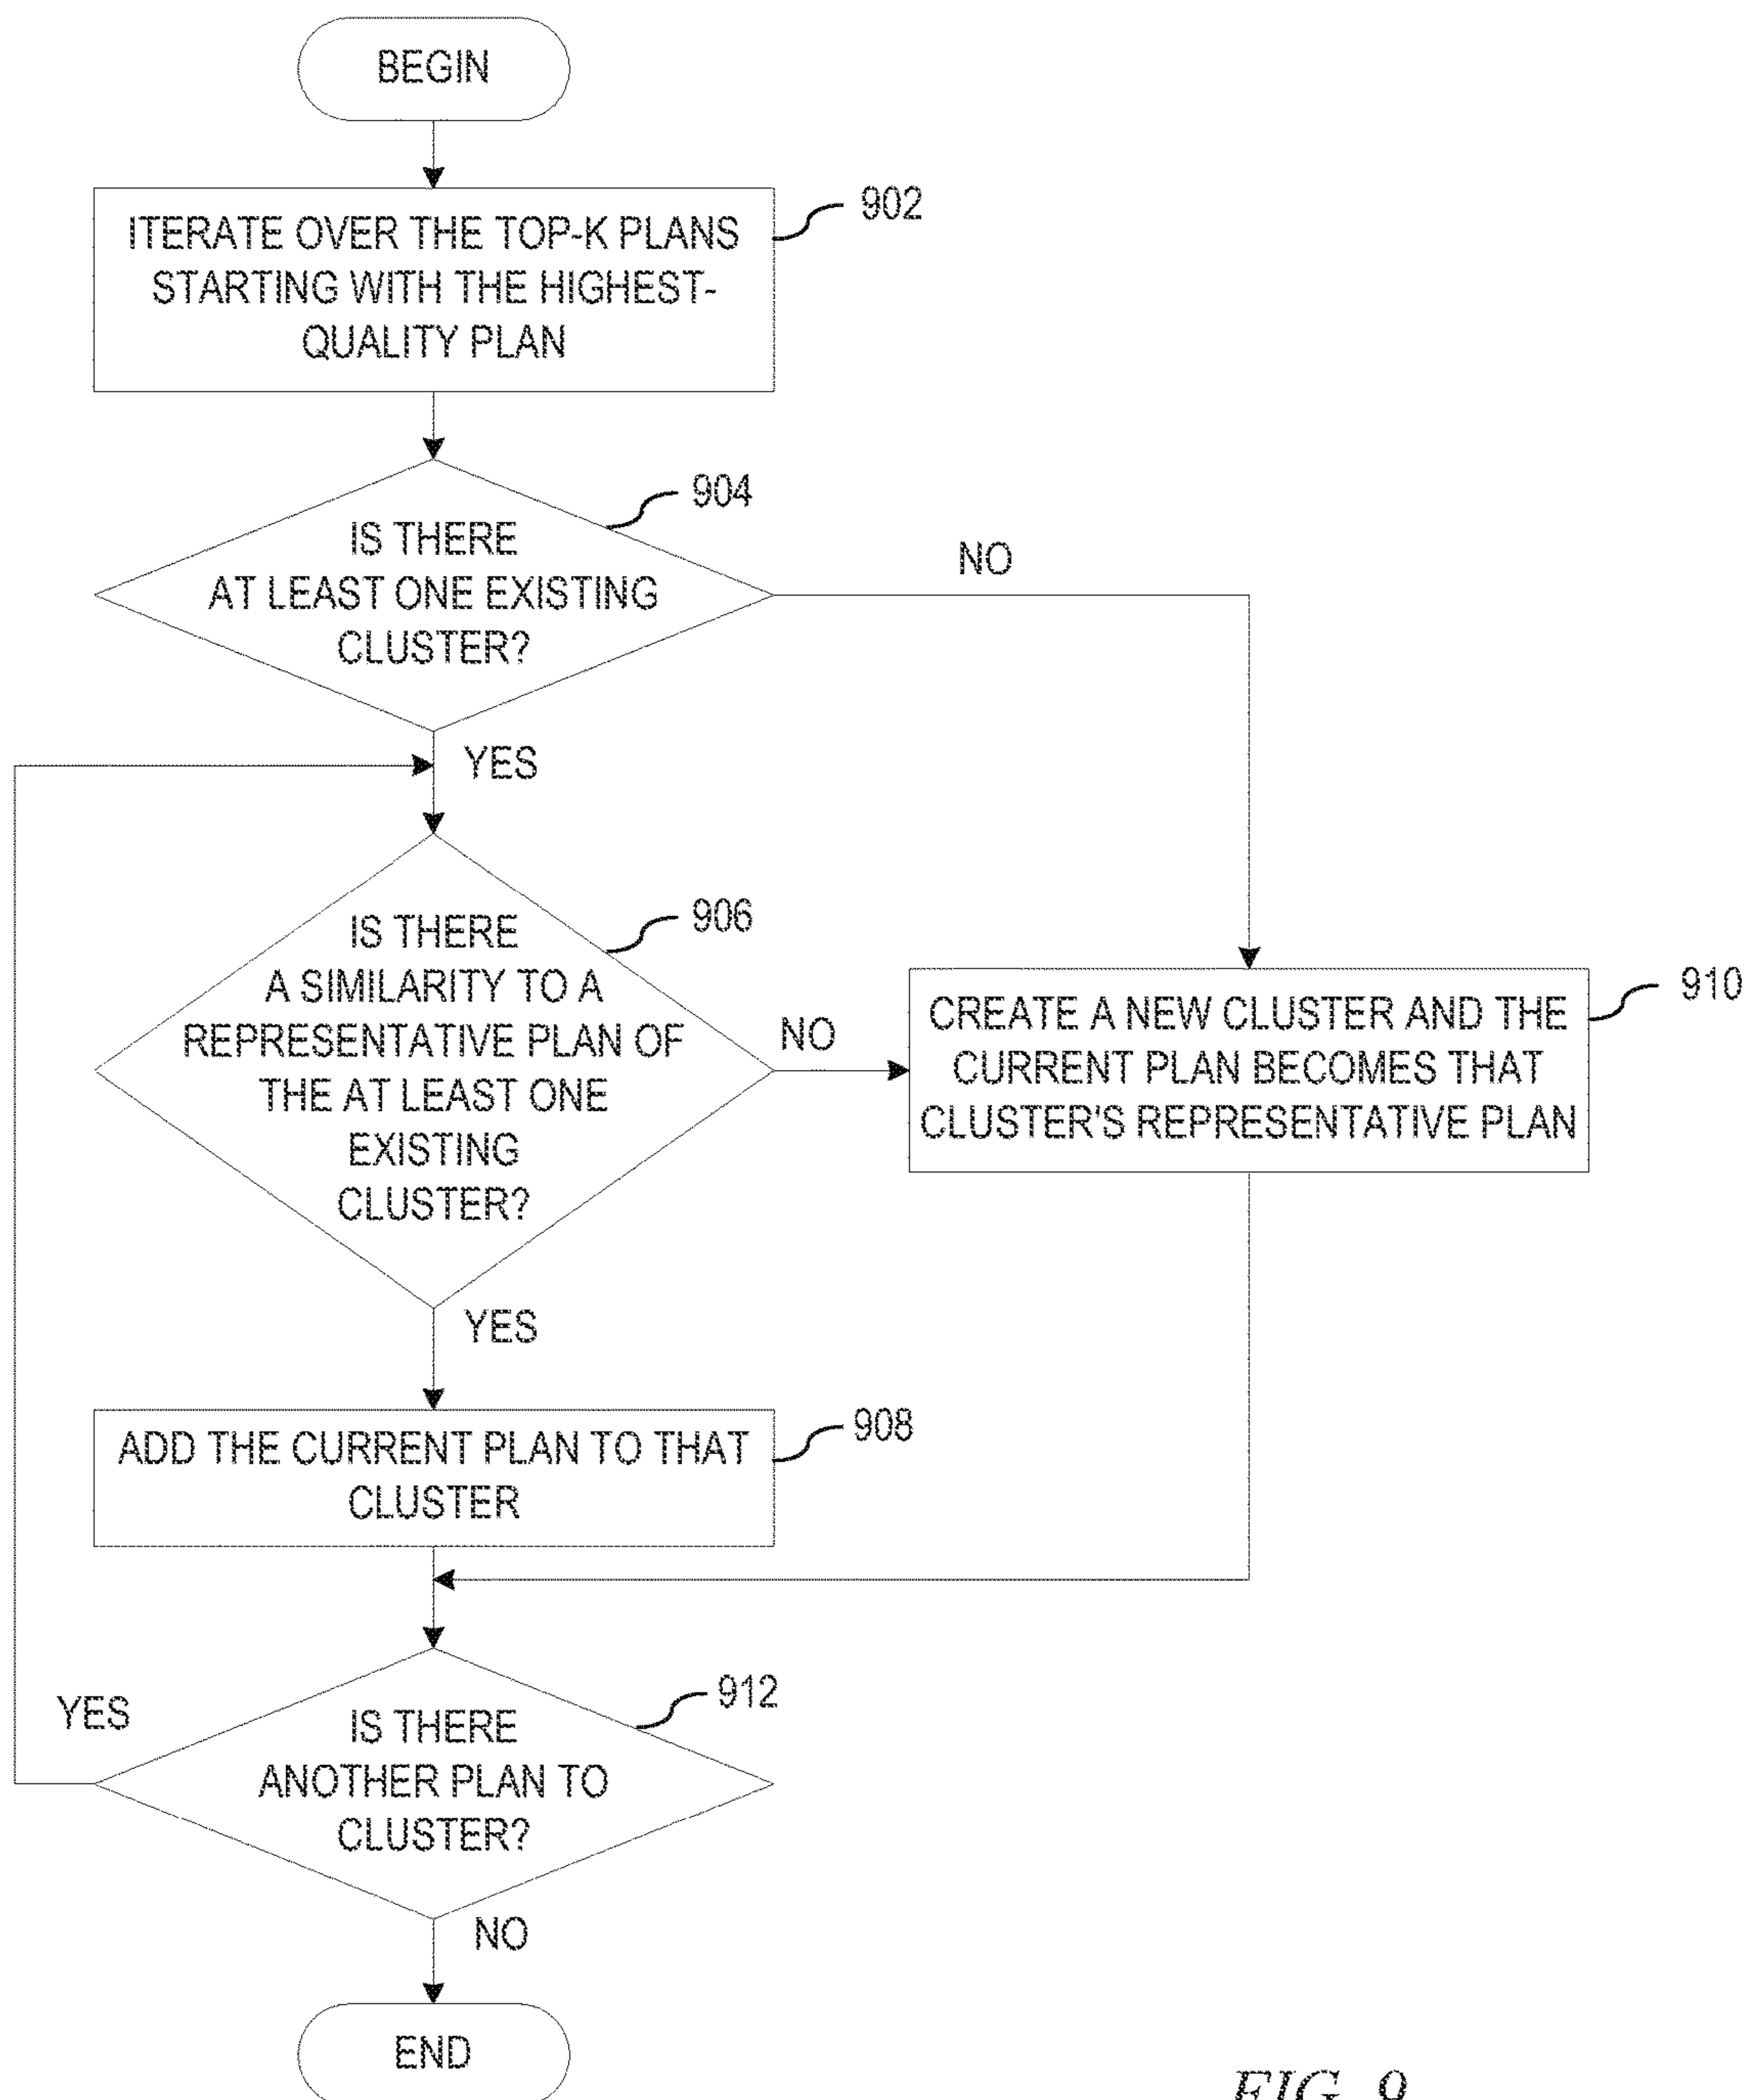 BEGIN
ITERATE OVER THE TOP-K PLANS
STARTING WITH THE HIGHEST-
QUALITY PLAN
902
IS THERE
AT LEAST ONE EXISTING
CLUSTER?
904
NO
YES
IS THERE
A SIMILARITY TO A
REPRESENTATIVE PLAN OF
THE AT LEAST ONE
EXISTING
CLUSTER?
906
NO
CREATE A NEW CLUSTER AND THE
CURRENT PLAN BECOMES THAT
CLUSTER'S REPRESENTATIVE PLAN
910
YES
ADD THE CURRENT PLAN TO THAT
CLUSTER
908
IS THERE
ANOTHER PLAN TO
CLUSTER?
912
YES
NO
END
FIG. 9